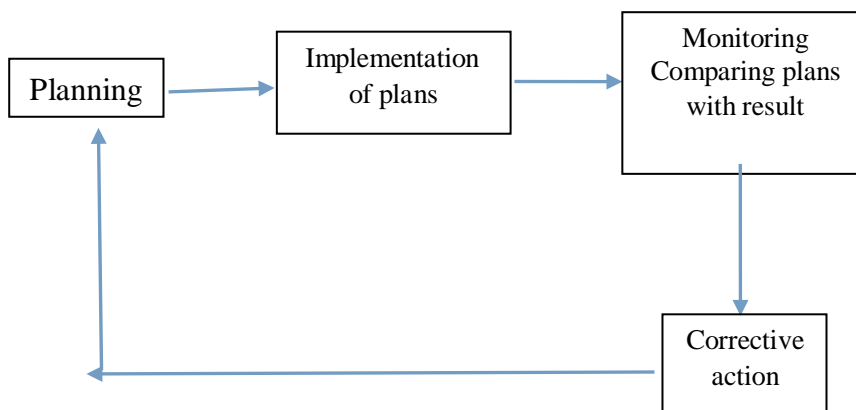 Planning
Implementation
of plans
Monitoring
Comparing plans
with result
Corrective
action